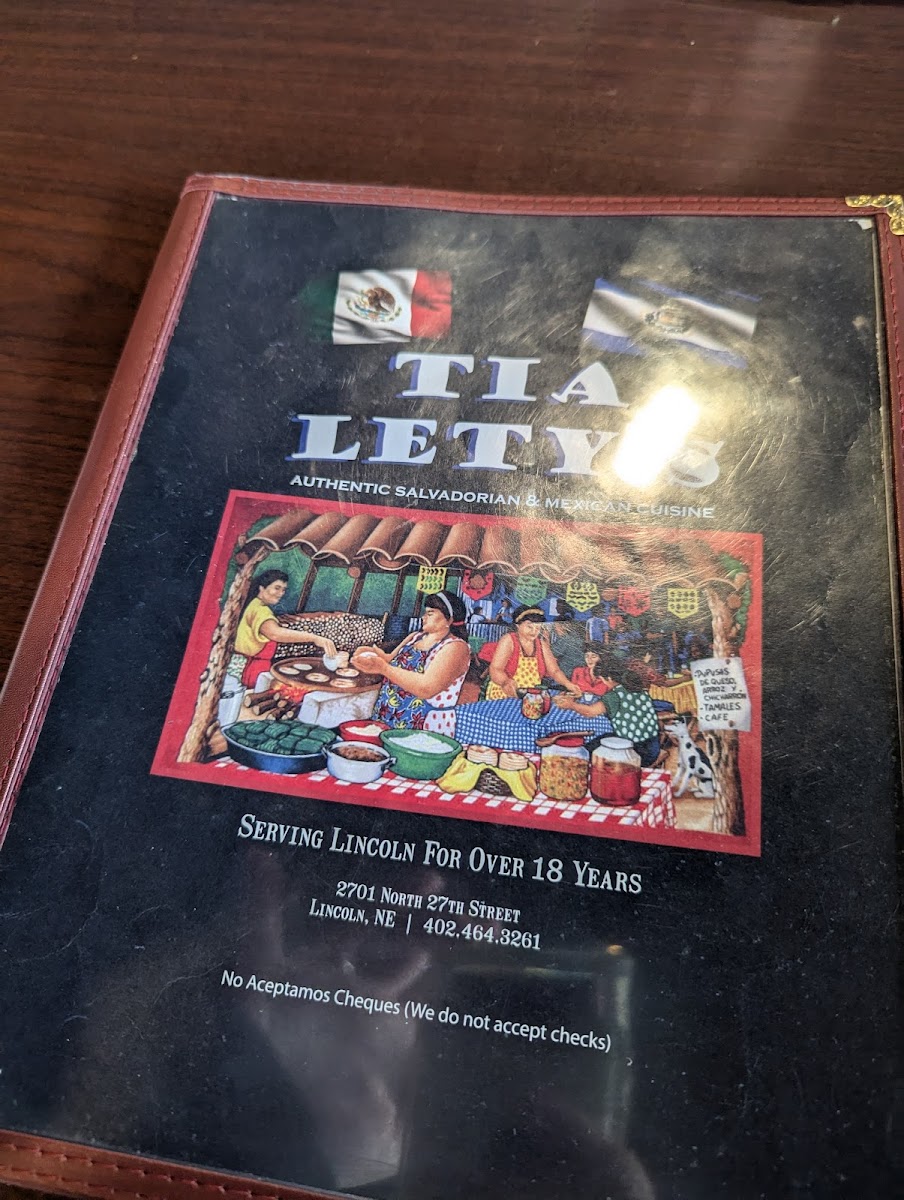 TIA
LETY'S
AUTHENTIC SALVADORIAN & MEXICAN CUISINE
• PUPUSAS
DE QUESO,
ARROZ Y
CHICHARRON
• TAMALES
• CAFE
SERVING LINCOLN FOR OVER 18 YEARS
2701 NORTH 27TH STREET
LINCOLN, NE | 402.464.3261
No Aceptamos Cheques (We do not accept checks)